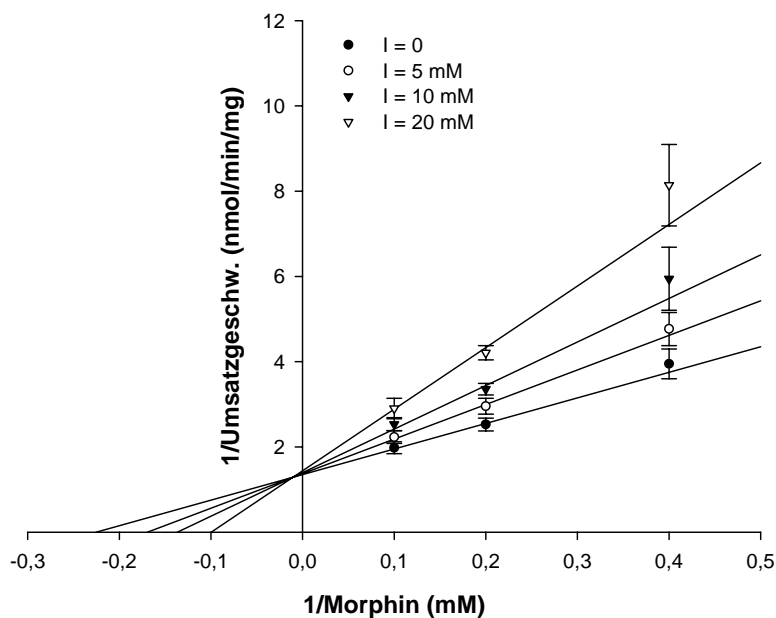 12
10
8
6
4
2
1/Umsatzgeschw. (nmol/min/mg)
I = 0
I = 5 mM
I = 10 mM
I = 20 mM
-0,3 -0,2 -0,1 0,0 0,1 0,2 0,3 0,4 0,5
1/Morphin (mM)